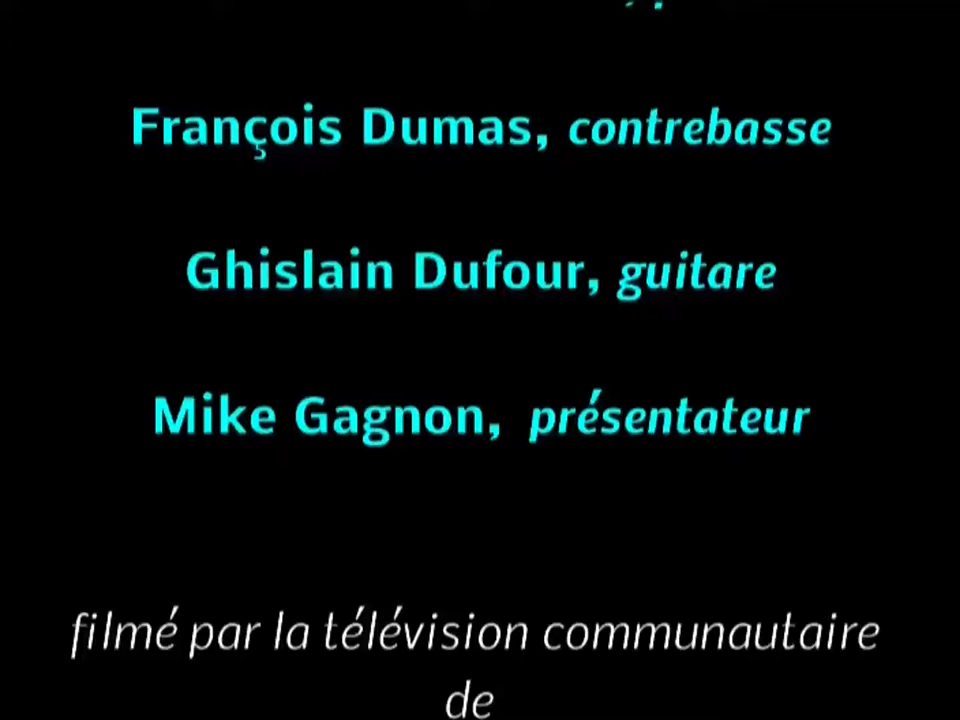 François Dumas, contrebasse
Ghislain Dufour, guitare
Mike Gagnon, présentateur
filmé par la télévision communautaire
de